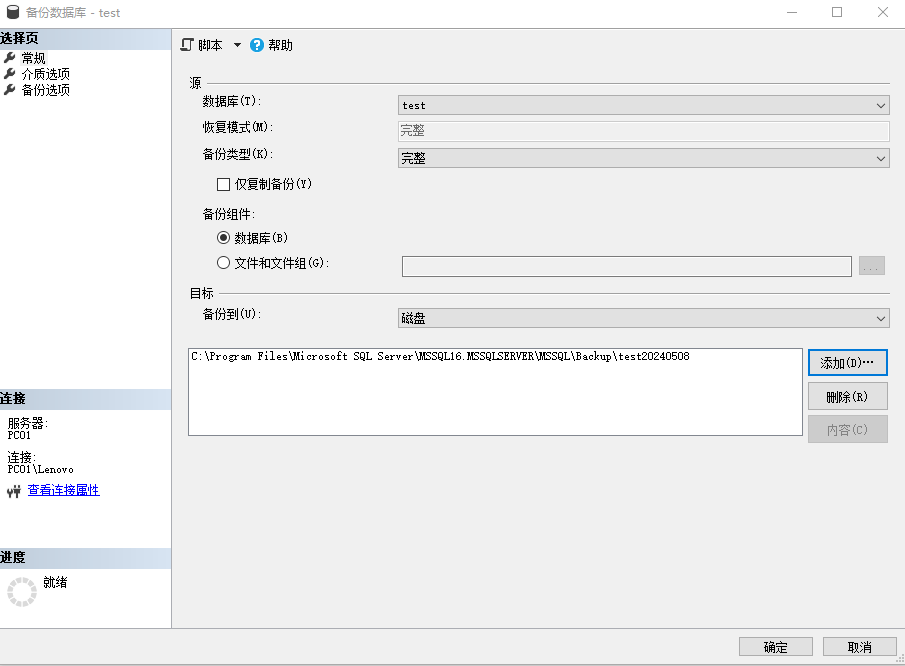 备份数据库 - test
选择页
常规
介质选项
备份选项
脚本 帮助
源
数据库(T):
test
恢复模式(M):
完整
备份类型(K):
完整
仅复制备份(Y)
备份组件:
数据库(B)
文件和文件组(G):
...
目标
备份到(U):
磁盘
C:\Program Files\Microsoft SQL Server\MSSQL16.MSSQLSERVER\MSSQL\Backup\test20240508
添加(D)…
删除(R)
内容(C)
连接
服务器:
PC01
连接:
PC01\Lenovo
查看连接属性
进度
就绪
确定
取消